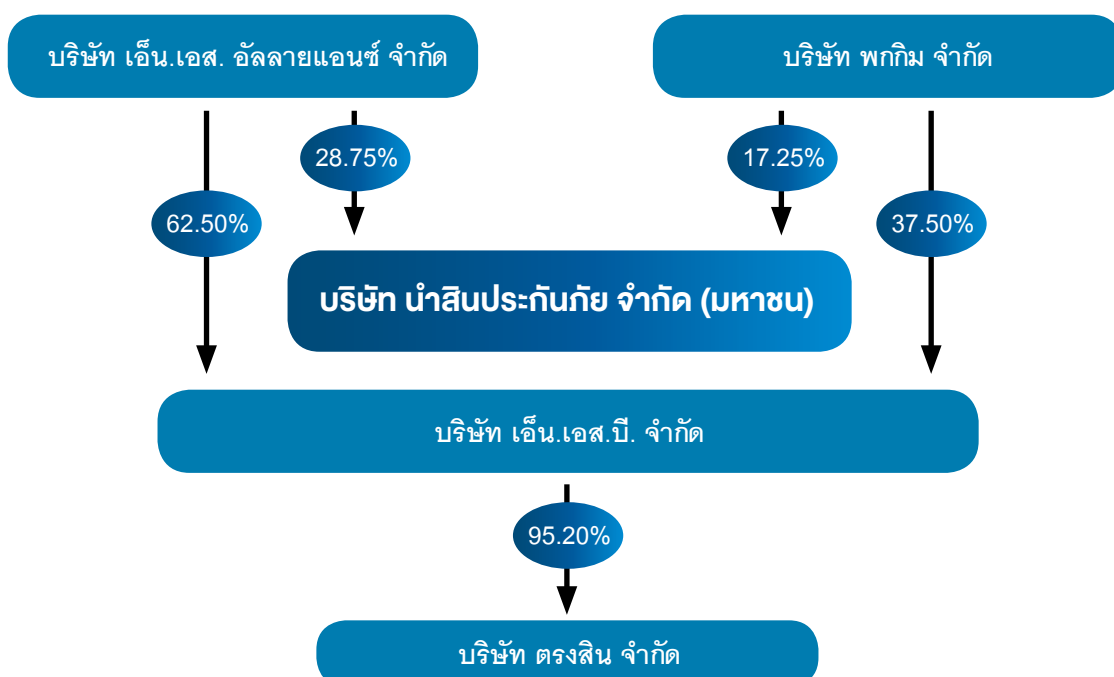 บริษัท เอ็น.เอส. อัลลายแอนซ์ จำกัด
บริษัท พกกิม จำกัด
28.75%
17.25%
62.50%
37.50%
บริษัท นำสินประกันภัย จำกัด (มหาชน)
บริษัท เอ็น.เอส.บี. จำกัด
95.20%
บริษัท ตรงสิน จำกัด